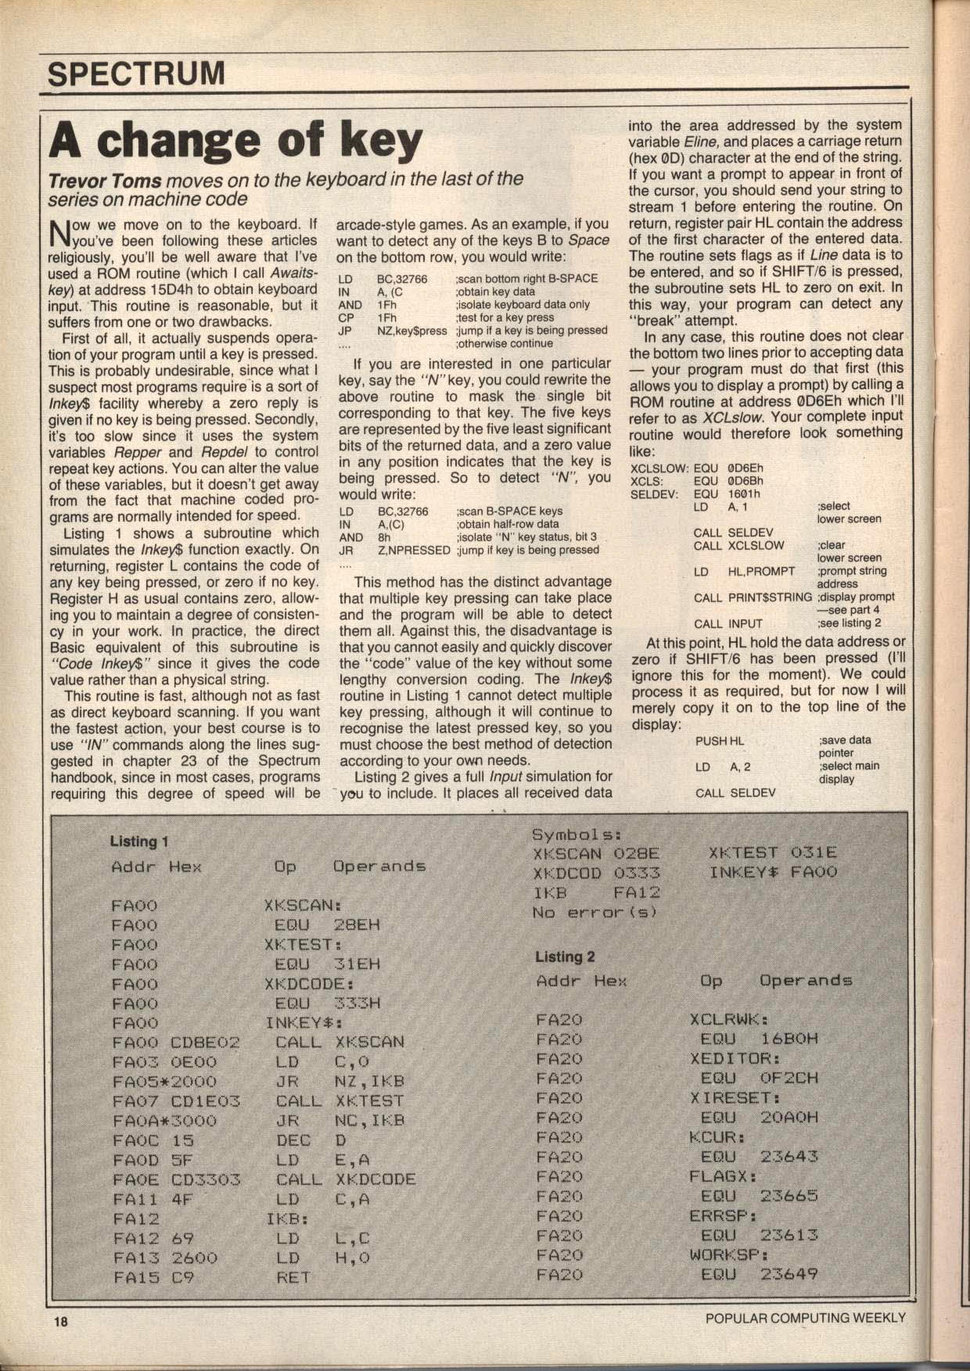 SPECTRUM
A change of key
Trevor Toms moves on to the keyboard in the last of the
series on machine code
Now we move on to the keyboard. If
you've been following these articles
religiously, you'll be well aware that I've
used a ROM routine (which I call Awaits-
key) at address 15D4h to obtain keyboard
input. This routine is reasonable, but it
suffers from one or two drawbacks.
First of all, it actually suspends opera-
tion of your program until a key is pressed.
This is probably undesirable, since what I
suspect most programs require is a sort of
Inkey$ facility whereby a zero reply is
given if no key is being pressed. Secondly,
it's too slow since it uses the system
variables Repper and Repdel to control
repeat key actions. You can alter the value
of these variables, but it doesn't get away
from the fact that machine coded pro-
grams are normally intended for speed.
Listing 1 shows a subroutine which
simulates the Inkey$ function exactly. On
returning, register L contains the code of
any key being pressed, or zero if no key.
Register H as usual contains zero, allow-
ing you to maintain a degree of consisten-
cy in your work. In practice, the direct
Basic equivalent of this subroutine is
"Code Inkey$" since it gives the code
value rather than a physical string.
This routine is fast, although not as fast
as direct keyboard scanning. If you want
the fastest action, your best course is to
use "IN" commands along the lines sug-
gested in chapter 23 of the Spectrum
handbook, since in most cases, programs
requiring this degree of speed will be
arcade-style games. As an example, if you
want to detect any of the keys B to Space
on the bottom row, you would write:
LD BC,32766 ;scan bottom right B-SPACE
IN A, (C ;obtain key data
AND 1Fh ;isolate keyboard data only
CP 1Fh ;test for a key press
JP NZ,key$press ;jump if a key is being pressed
.... ;otherwise continue
If you are interested in one particular
key, say the "N" key, you could rewrite the
above routine to mask the single bit
corresponding to that key. The five keys
are represented by the five least significant
bits of the returned data, and a zero value
in any position indicates that the key is
being pressed. So to detect "N", you
would write:
LD BC,32766 ;scan B-SPACE keys
IN A,(C) ;obtain half-row data
AND 8h ;isolate "N" key status, bit 3
JR Z,NPRESSED ;jump if key is being pressed
....
This method has the distinct advantage
that multiple key pressing can take place
and the program will be able to detect
them all. Against this, the disadvantage is
that you cannot easily and quickly discover
the "code" value of the key without some
lengthy conversion coding. The Inkey$
routine in Listing 1 cannot detect multiple
key pressing, although it will continue to
recognise the latest pressed key, so you
must choose the best method of detection
according to your own needs.
Listing 2 gives a full Input simulation for
you to include. It places all received data
into the area addressed by the system
variable Eline, and places a carriage return
(hex 0D) character at the end of the string.
If you want a prompt to appear in front of
the cursor, you should send your string to
stream 1 before entering the routine. On
return, register pair HL contain the address
of the first character of the entered data.
The routine sets flags as if Line data is to
be entered, and so if SHIFT/6 is pressed,
the subroutine sets HL to zero on exit. In
this way, your program can detect any
"break" attempt.
In any case, this routine does not clear
the bottom two lines prior to accepting data
— your program must do that first (this
allows you to display a prompt) by calling a
ROM routine at address 0D6Eh which I'll
refer to as XCLslow. Your complete input
routine would therefore look something
like:
XCLSLOW: EQU 0D6Eh
XCLS: EQU 0D6Bh
SELDEV: EQU 1601h
LD A, 1 ;select
lower screen
CALL SELDEV
CALL XCLSLOW ;clear
lower screen
LD HL,PROMPT ;prompt string
address
CALL PRINT$STRING ;display prompt
—see part 4
CALL INPUT ;see listing 2
At this point, HL hold the data address or
zero if SHIFT/6 has been pressed (I'll
ignore this for the moment). We could
process it as required, but for now I will
merely copy it on to the top line of the
display:
PUSH HL ;save data
pointer
LD A, 2 ;select main
display
CALL SELDEV
Listing 1
Addr Hex Op Operands
FA00 XKSCAN:
FA00 EQU 28EH
FA00 XKTEST:
FA00 EQU 31EH
FA00 XKDCODE:
FA00 EQU 333H
FA00 INKEY$:
FA00 CD8E02 CALL XKSCAN
FA03 0E00 LD C,0
FA05*2000 JR NZ,IKB
FA07 CD1E03 CALL XKTEST
FA0A*3000 JR NC,IKB
FA0C 15 DEC D
FA0D 5F LD E,A
FA0E CD3303 CALL XKDCODE
FA11 4F LD C,A
FA12 IKB:
FA12 69 LD L,C
FA13 2600 LD H,0
FA15 C9 RET
Symbols:
XKSCAN 028E XKTEST 031E
XKDCOD 0333 INKEY$ FA00
IKB FA12
No error(s)
Listing 2
Addr Hex Op Operands
FA20 XCLRWK:
FA20 EQU 16B0H
FA20 XEDITOR:
FA20 EQU 0F2CH
FA20 XIRESET:
FA20 EQU 20A0H
FA20 KCUR:
FA20 EQU 23643
FA20 FLAGX:
FA20 EQU 23665
FA20 ERRSP:
FA20 EQU 23613
FA20 WORKSP:
FA20 EQU 23649
18
POPULAR COMPUTING WEEKLY